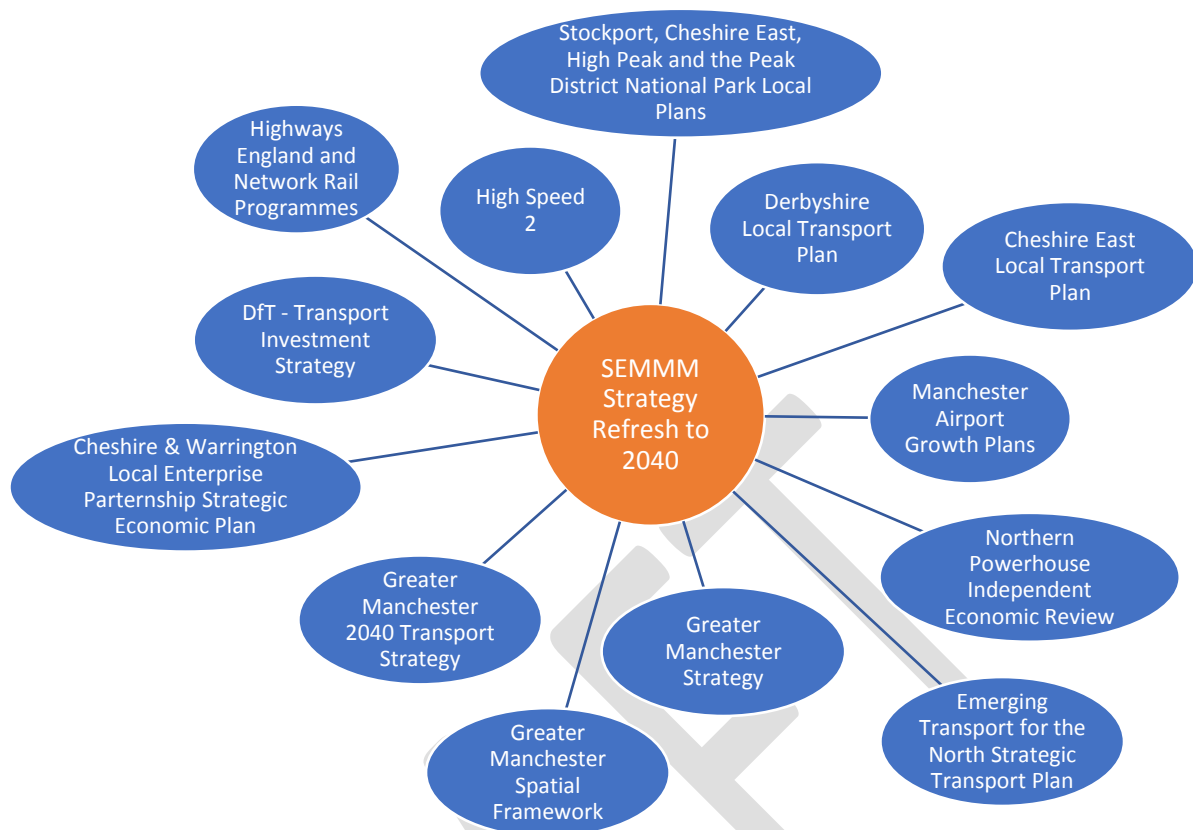 Stockport, Cheshire East,
High Peak and the Peak
District National Park Local
Plans
Highways
England and
Network Rail
Programmes
High Speed
2
Derbyshire
Local Transport
Plan
Cheshire East
Local Transport
Plan
DfT - Transport
Investment
Strategy
SEMMM
Strategy
Refresh to
2040
Manchester
Airport
Growth Plans
Cheshire & Warrington
Local Enterprise
Parternship Strategic
Economic Plan
Northern
Powerhouse
Independent
Economic Review
Greater
Manchester
2040 Transport
Strategy
Greater
Manchester
Strategy
Emerging
Transport for the
North Strategic
Transport Plan
Greater
Manchester
Spatial
Framework